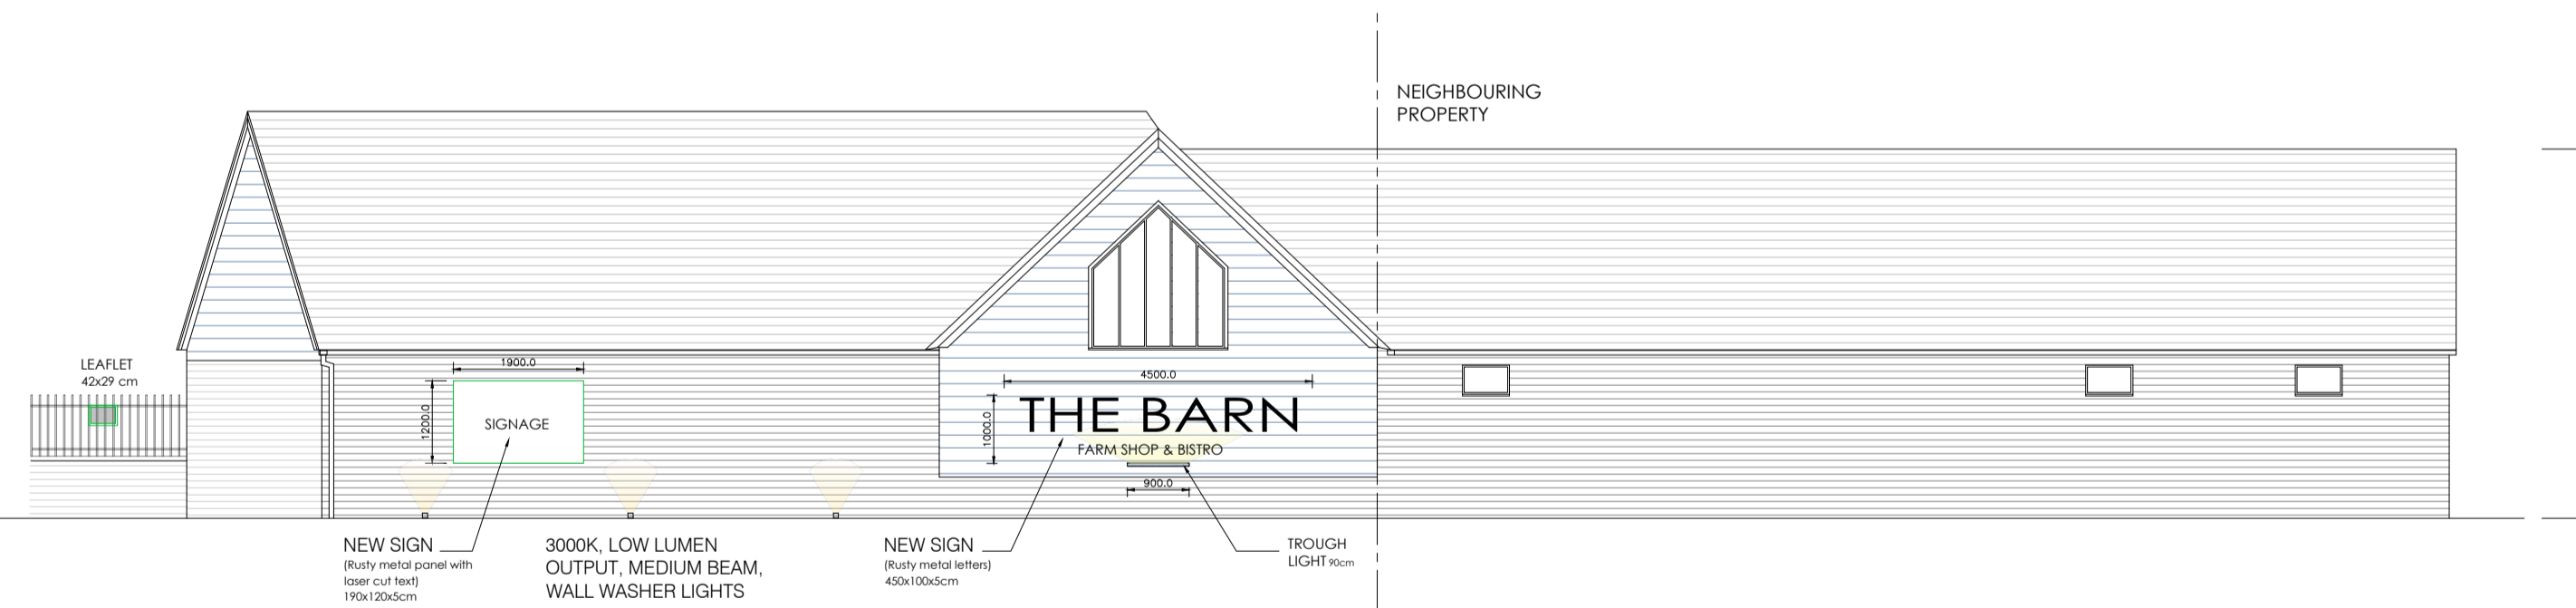 NEIGHBOURING
PROPERTY
LEAFLET
42x29 cm
1900.0
1200.0
SIGNAGE
4500.0
1000.0
THE BARN
FARM SHOP & BISTRO
900.0
NEW SIGN
(Rusty metal panel with
laser cut text)
190x120x5cm
3000K, LOW LUMEN
OUTPUT, MEDIUM BEAM,
WALL WASHER LIGHTS
NEW SIGN
(Rusty metal letters)
450x100x5cm
TROUGH
LIGHT 90cm